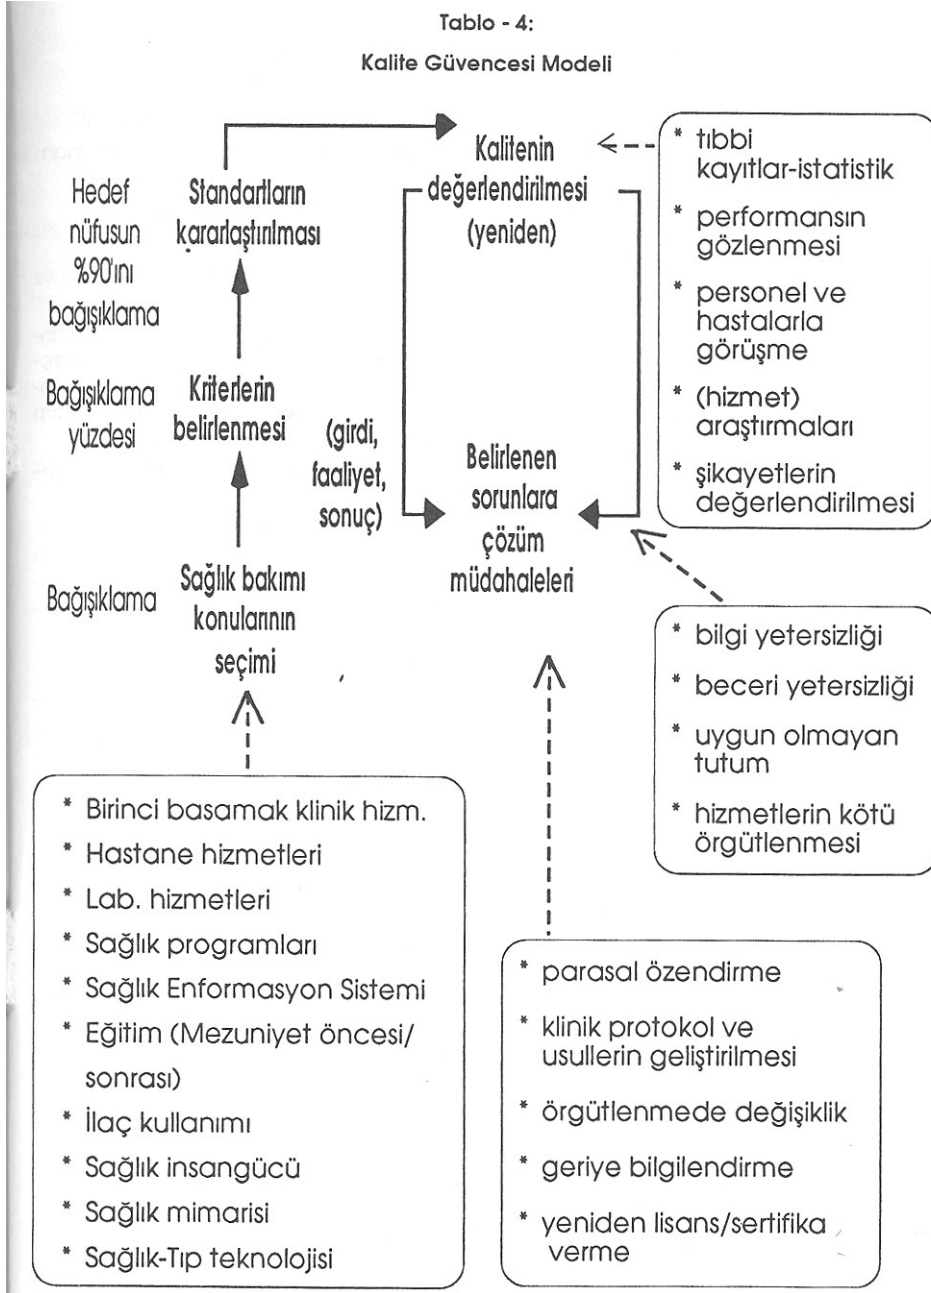 Tablo - 4:
Kalite Güvencesi Modeli
Hedef
nüfusun
%90'ını
bağışıklama
Standartların
kararlaştırılması
Kalitenin
değerlendirilmesi
(yeniden)
* tıbbi
kayıtlar-istatistik
* performansın
gözlenmesi
* personel ve
hastalarla
görüşme
* (hizmet)
araştırmaları
* şikayetlerin
değerlendirilmesi
Bağışıklama
yüzdesi
Kriterlerin
belirlenmesi
(girdi,
faaliyet,
sonuç)
Belirlenen
sorunlara
çözüm
müdahaleleri
Bağışıklama
Sağlık bakımı
konularının
seçimi
* bilgi yetersizliği
* beceri yetersizliği
* uygun olmayan
tutum
* hizmetlerin kötü
örgütlenmesi
* Birinci basamak klinik hizm.
* Hastane hizmetleri
* Lab. hizmetleri
* Sağlık programları
* Sağlık Enformasyon Sistemi
* Eğitim (Mezuniyet öncesi/
sonrası)
* İlaç kullanımı
* Sağlık insangücü
* Sağlık mimarisi
* Sağlık-Tıp teknolojisi
* parasal özendirme
* klinik protokol ve
usullerin geliştirilmesi
* örgütlenmede değişiklik
* geriye bilgilendirme
* yeniden lisans/sertifika
verme